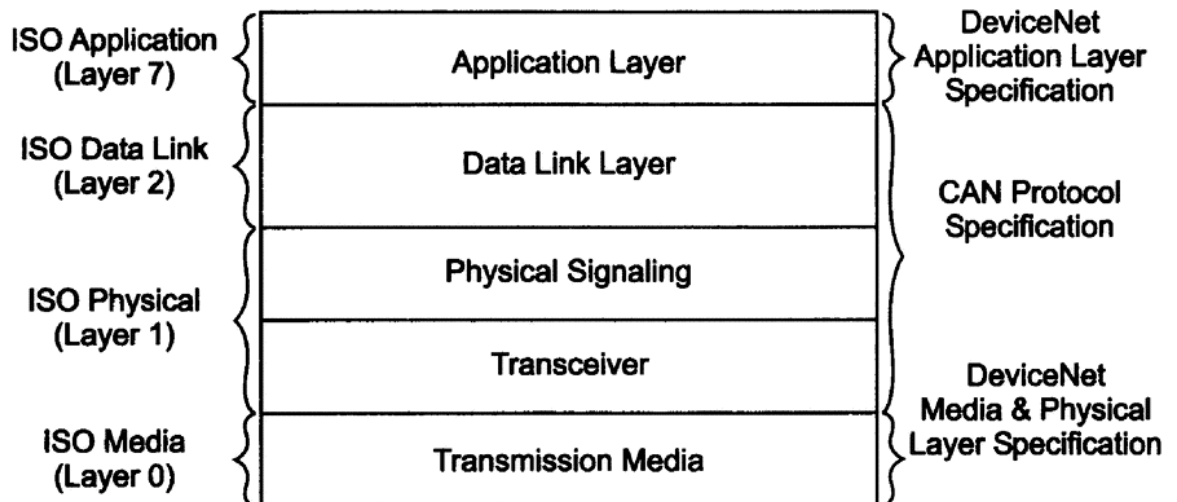 ISO Application
(Layer 7)
Application Layer
DeviceNet
Application Layer
Specification
ISO Data Link
(Layer 2)
Data Link Layer
CAN Protocol
Specification
ISO Physical
(Layer 1)
Physical Signaling
Transceiver
DeviceNet
Media & Physical
Layer Specification
ISO Media
(Layer 0)
Transmission Media